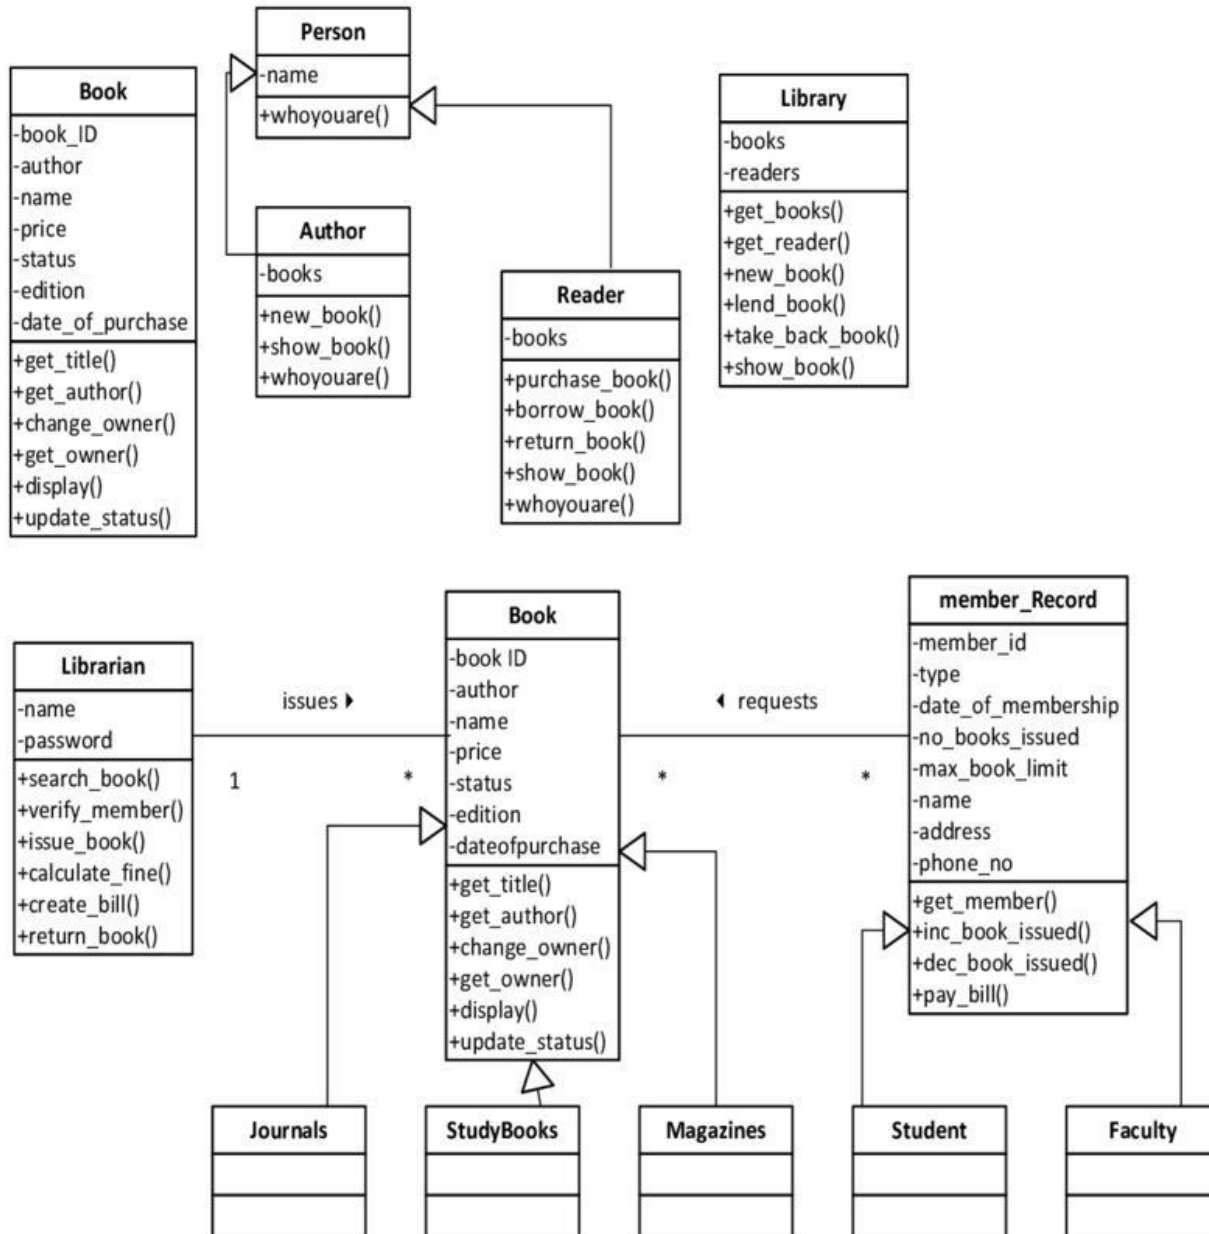 Person
-name
+whoyouare()
Book
-book_ID
-author
-name
-price
-status
-edition
-date_of_purchase
+get_title()
+get_author()
+change_owner()
+get_owner()
+display()
+update_status()
Author
-books
+new_book()
+show_book()
+whoyouare()
Reader
-books
+purchase_book()
+borrow_book()
+return_book()
+show_book()
+whoyouare()
Library
-books
-readers
+get_books()
+get_reader()
+new_book()
+lend_book()
+take_back_book()
+show_book()
Librarian
-name
-password
+search_book()
+verify_member()
+issue_book()
+calculate_fine()
+create_bill()
+return_book()
issues
1
*
Book
-book ID
-author
-name
-price
-status
-edition
-dateofpurchase
+get_title()
+get_author()
+change_owner()
+get_owner()
+display()
+update_status()
requests
*
*
member_Record
-member_id
-type
-date_of_membership
-no_books_issued
-max_book_limit
-name
-address
-phone_no
+get_member()
+inc_book_issued()
+dec_book_issued()
+pay_bill()
Journals
StudyBooks
Magazines
Student
Faculty